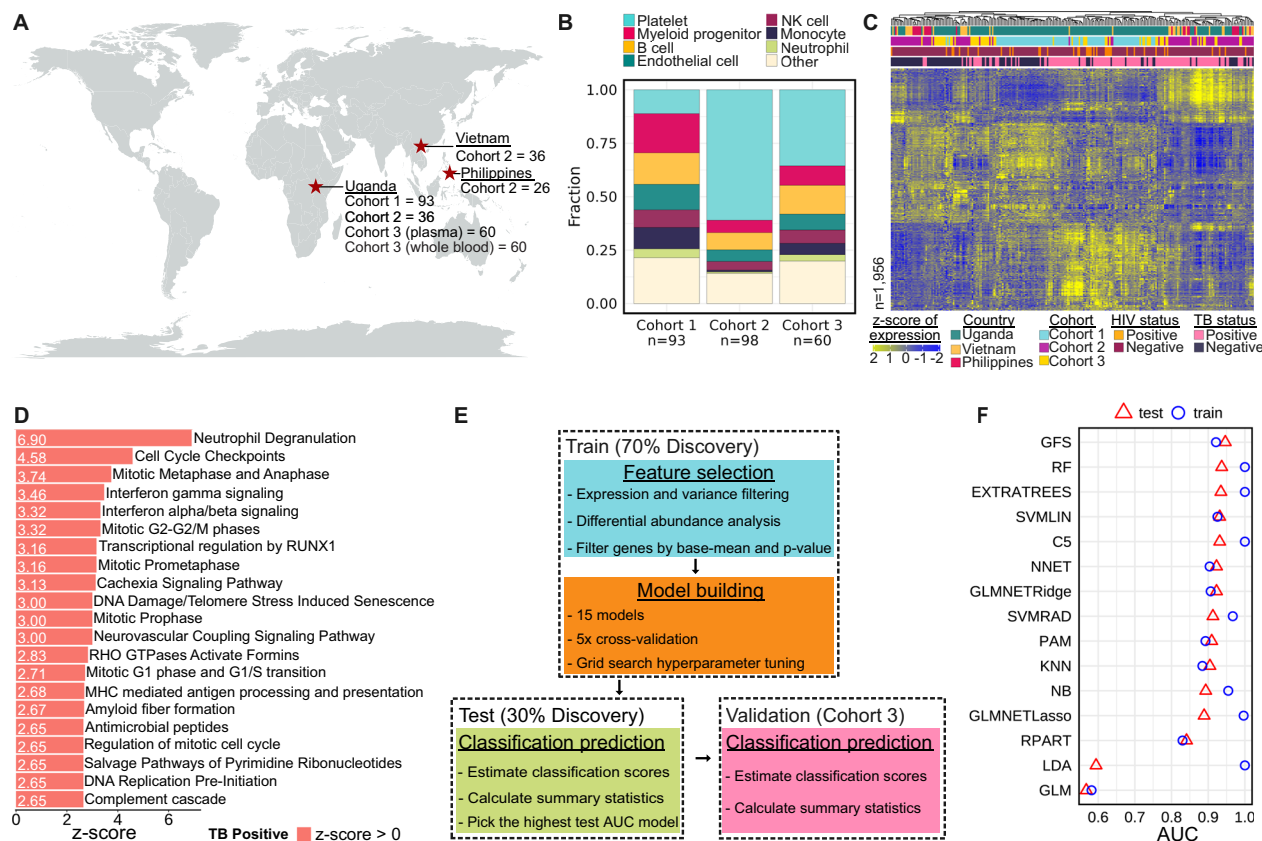 A
Vietnam
Cohort 2 = 36
Philippines
Cohort 2 = 26
Uganda
Cohort 1 = 93
Cohort 2 = 36
Cohort 3 (plasma) = 60
Cohort 3 (whole blood) = 60
B
Platelet
Myeloid progenitor
B cell
Endothelial cell
NK cell
Monocyte
Neutrophil
Other
Fraction
1.00
0.75
0.50
0.25
0.00
Cohort 1
n=93
Cohort 2
n=98
Cohort 3
n=60
C
n=1,956
z-score of
expression
2 1 0 -1 -2
Country
Uganda
Vietnam
Philippines
Cohort
Cohort 1
Cohort 2
Cohort 3
HIV status
Positive
Negative
TB status
Positive
Negative
D
6.90 Neutrophil Degranulation
4.58 Cell Cycle Checkpoints
3.74 Mitotic Metaphase and Anaphase
3.46 Interferon gamma signaling
3.32 Interferon alpha/beta signaling
3.32 Mitotic G2-G2/M phases
3.16 Transcriptional regulation by RUNX1
3.16 Mitotic Prometaphase
3.13 Cachexia Signaling Pathway
3.00 DNA Damage/Telomere Stress Induced Senescence
3.00 Mitotic Prophase
3.00 Neurovascular Coupling Signaling Pathway
2.83 RHO GTPases Activate Formins
2.71 Mitotic G1 phase and G1/S transition
2.68 MHC mediated antigen processing and presentation
2.67 Amyloid fiber formation
2.65 Antimicrobial peptides
2.65 Regulation of mitotic cell cycle
2.65 Salvage Pathways of Pyrimidine Ribonucleotides
2.65 DNA Replication Pre-Initiation
2.65 Complement cascade
0 2 4 6
z-score
TB Positive z-score > 0
E
Train (70% Discovery)
Feature selection
- Expression and variance filtering
- Differential abundance analysis
- Filter genes by base-mean and p-value
Model building
- 15 models
- 5x cross-validation
- Grid search hyperparameter tuning
Test (30% Discovery)
Classification prediction
- Estimate classification scores
- Calculate summary statistics
- Pick the highest test AUC model
Validation (Cohort 3)
Classification prediction
- Estimate classification scores
- Calculate summary statistics
F
test train
GFS
RF
EXTRATREES
SVMLIN
C5
NNET
GLMNETRidge
SVMRAD
PAM
KNN
NB
GLMNETLasso
RPART
LDA
GLM
0.6 0.7 0.8 0.9 1.0
AUC